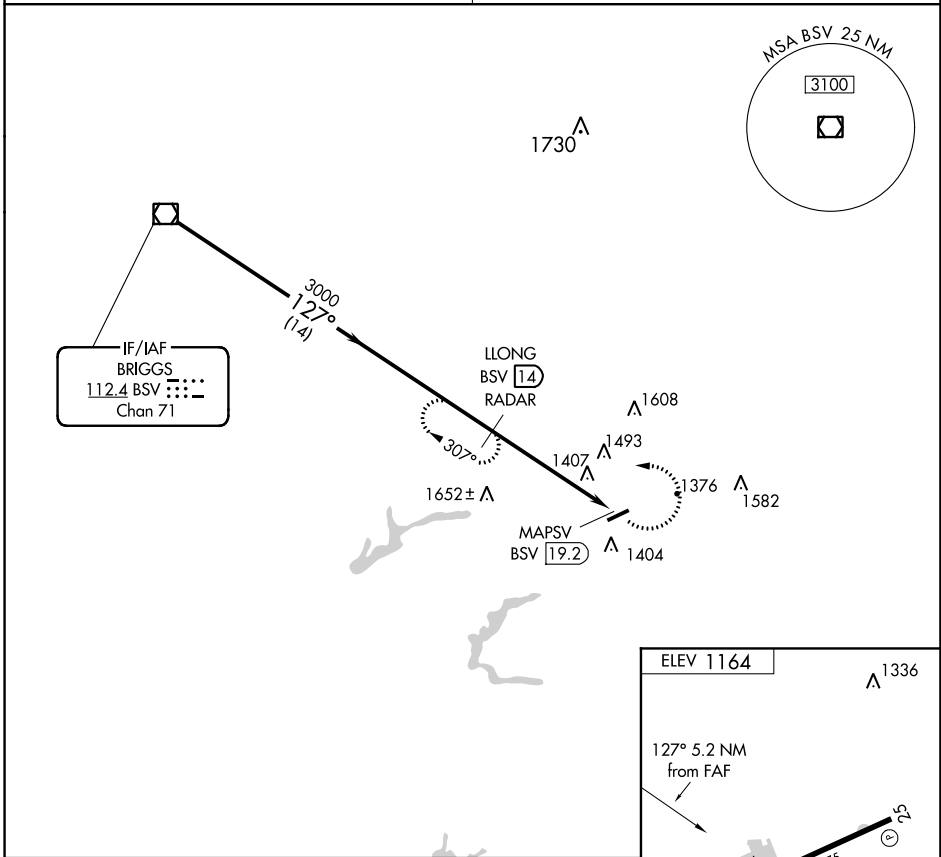 MSA BSV 25 NM
3100
1730
3000
127°
(14)
IF/IAF
BRIGGS
112.4 BSV
Chan 71
LLONG
BSV 14
RADAR
307°
1608
1493
1407
1376
1582
1652±
MAPSV
BSV 19.2
1404
ELEV 1164
1336
127° 5.2 NM
from FAF
25
P